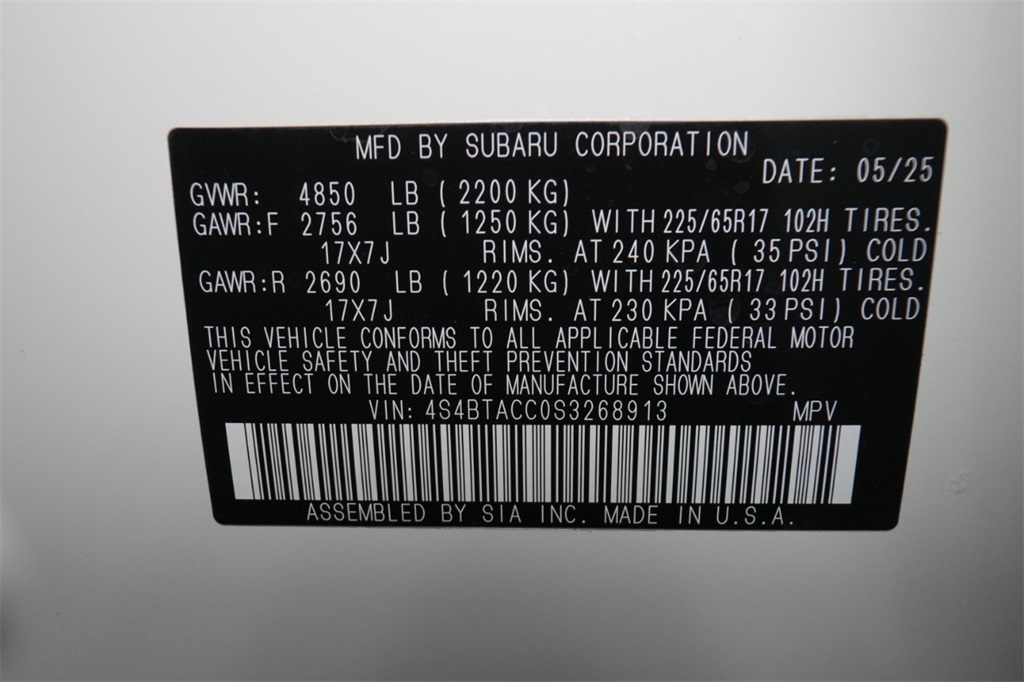 MFD BY SUBARU CORPORATION
DATE: 05/25
GVWR: 4850 LB ( 2200 KG)
GAWR:F 2756 LB ( 1250 KG) WITH 225/65R17 102H TIRES.
17X7J RIMS. AT 240 KPA ( 35 PSI) COLD
GAWR:R 2690 LB ( 1220 KG) WITH 225/65R17 102H TIRES.
17X7J RIMS. AT 230 KPA ( 33 PSI) COLD
THIS VEHICLE CONFORMS TO ALL APPLICABLE FEDERAL MOTOR
VEHICLE SAFETY AND THEFT PREVENTION STANDARDS
IN EFFECT ON THE DATE OF MANUFACTURE SHOWN ABOVE.
VIN: 4S4BTACC0S3268913 MPV
ASSEMBLED BY SIA INC. MADE IN U.S.A.